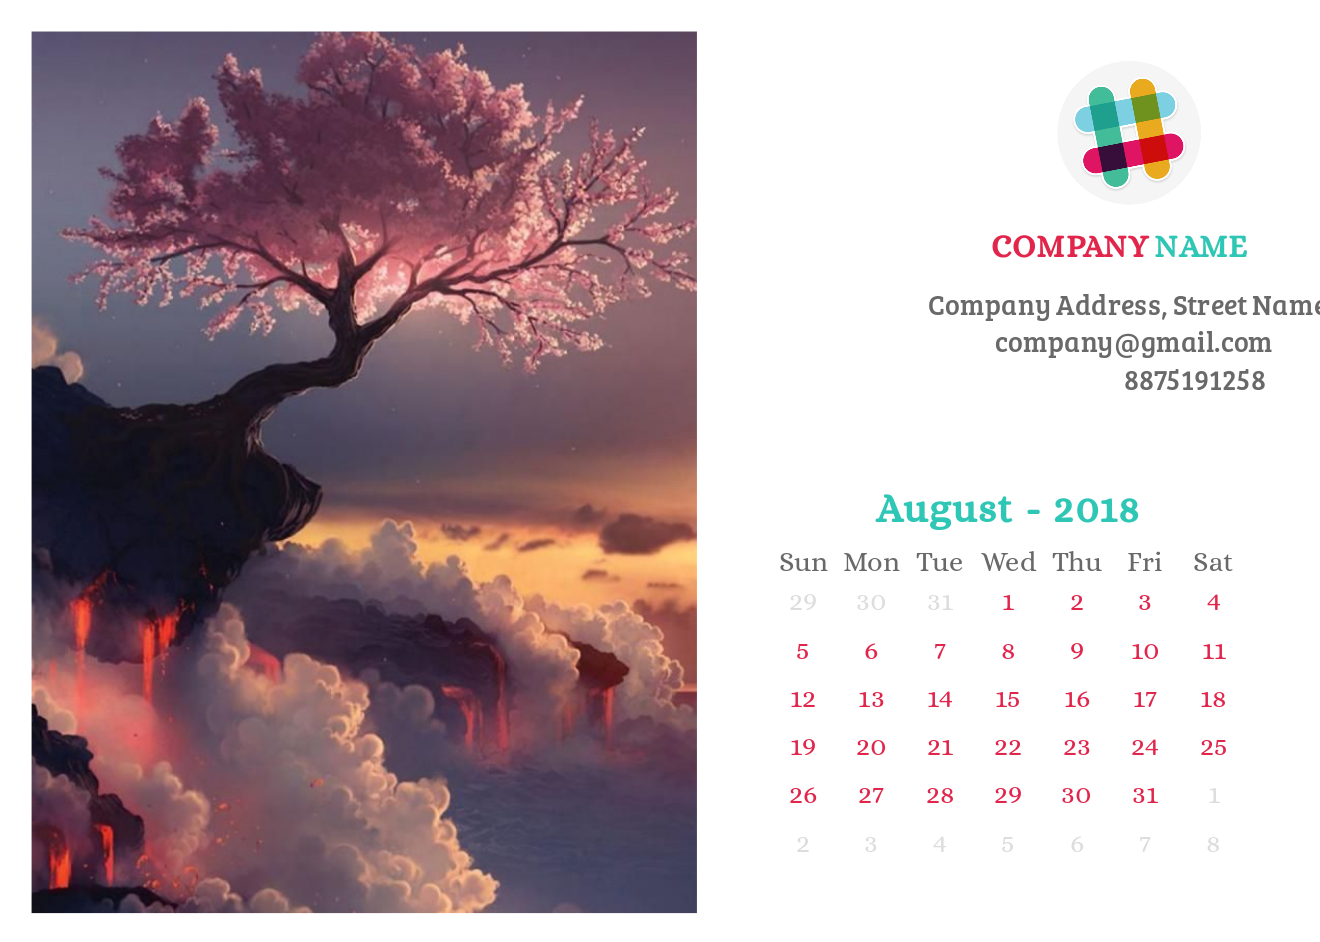 COMPANY NAME
Company Address, Street Name
company@gmail.com
8875191258
August - 2018
Sun Mon Tue Wed Thu Fri Sat
29 30 31 1 2 3 4
5 6 7 8 9 10 11
12 13 14 15 16 17 18
19 20 21 22 23 24 25
26 27 28 29 30 31 1
2 3 4 5 6 7 8